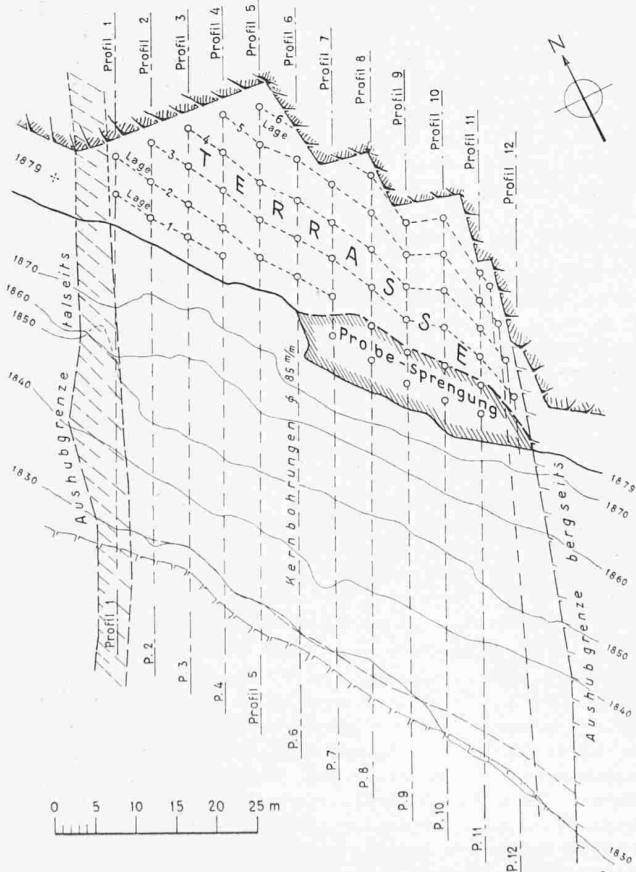 Profil 1
Profil 2
Profil 3
Profil 4
Profil 5
Profil 6
Profil 7
Profil 8
Profil 9
Profil 10
Profil 11
Profil 12
N
6
Lage
5
4
3
Lage
2
Lage
1
TERRASSE
1879 ÷
1870
1860
1850
1840
1830
Aushubgrenze talseits
Probe-sprengung
Kernbohrungen ϕ 85 m/m
Aushubgrenze bergseits
1879
1870
1860
1850
1840
1830
Profil 1
P. 2
P. 3
P. 4
Profil 5
P. 6
P. 7
P. 8
P. 9
P. 10
P. 11
P. 12
0 5 10 15 20 25 m